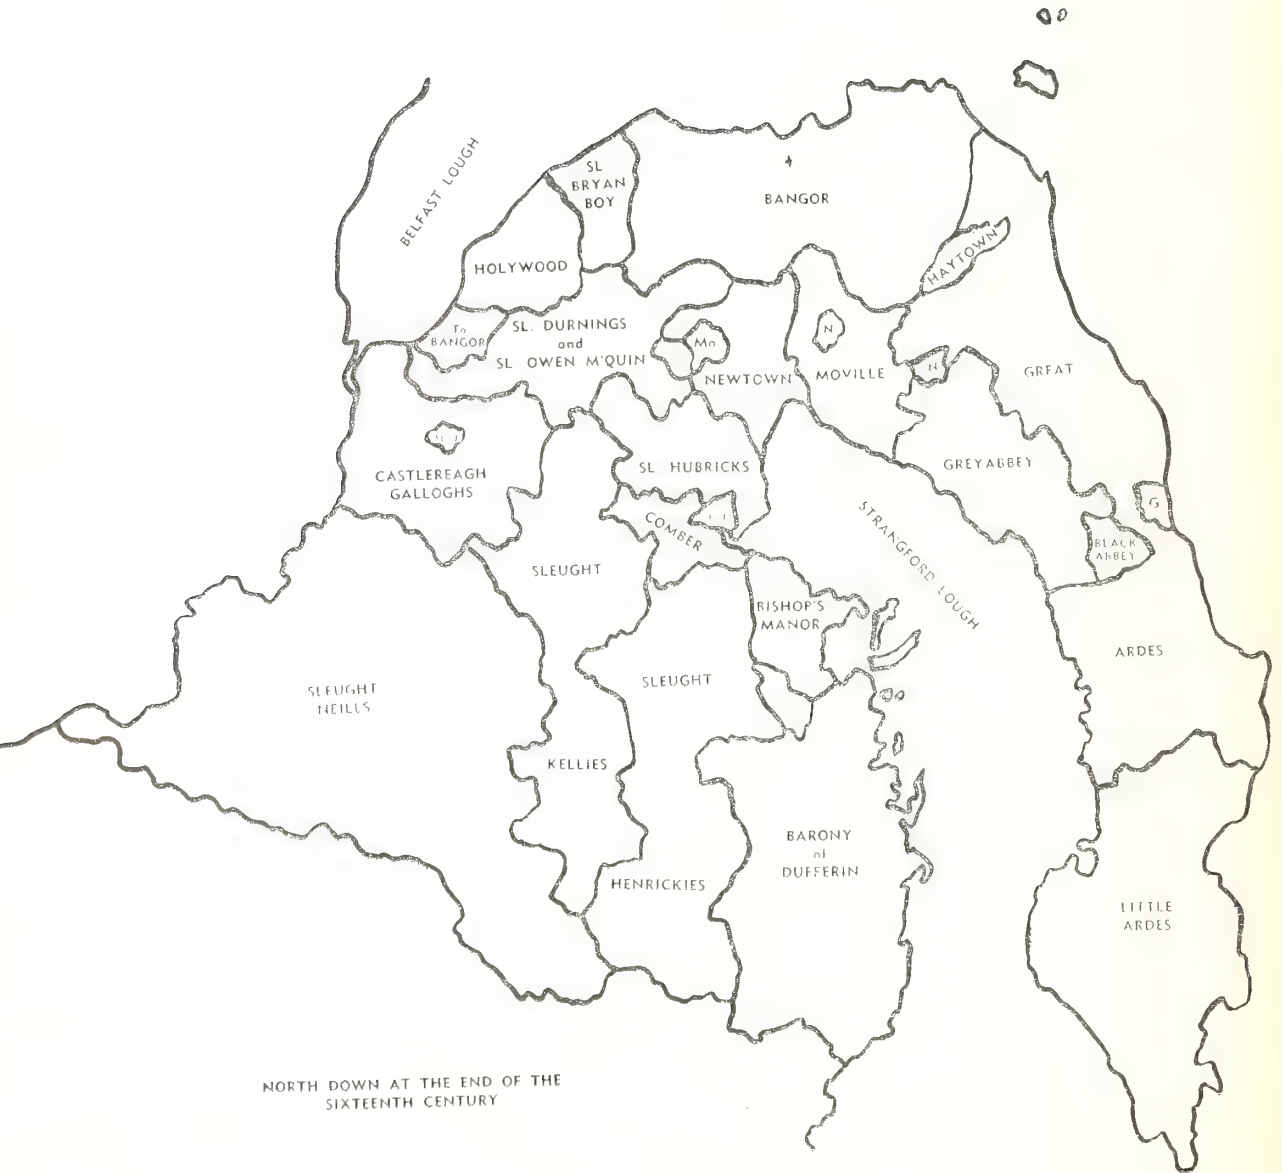 BELFAST LOUGH
SL
BRYAN
BOY
BANGOR
HOLYWOOD
HAYTOWN
To
BANGOR
SL. DURNINGS
and
SL OWEN M'QUIN
Mo
N
NEWTOWN
MOVILLE
N
GREAT
CASTLEREAGH
GALLOGHS
SL HUBRICKS
GREYABBEY
COMBER
G
STRANGFORD LOUGH
BLACK
ABBEY
SLEUGHT
BISHOP'S
MANOR
ARDES
SLEUGHT
NEILLS
SLEUGHT
KELLIES
BARONY
of
DUFFERIN
HENRICKIES
LITTLE
ARDES
NORTH DOWN AT THE END OF THE
SIXTEENTH CENTURY